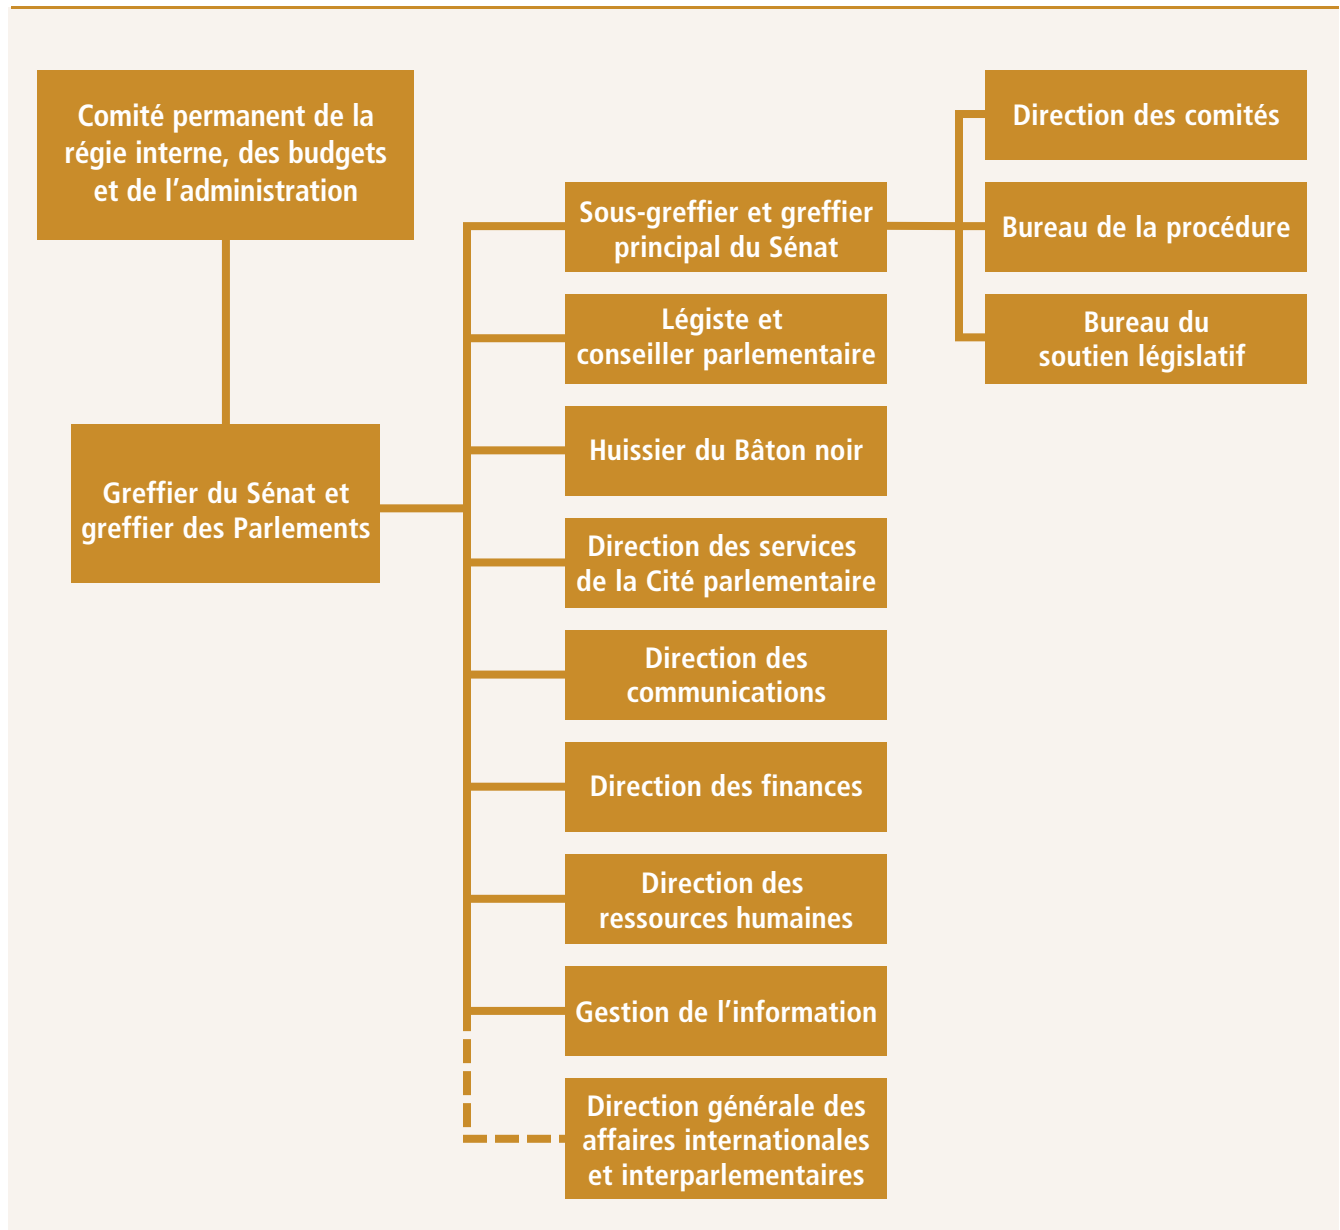 Comité permanent de la
régie interne, des budgets
et de l’administration
Greffier du Sénat et
greffier des Parlements
Sous-greffier et greffier
principal du Sénat
Légiste et
conseiller parlementaire
Huissier du Bâton noir
Direction des services
de la Cité parlementaire
Direction des
communications
Direction des finances
Direction des
ressources humaines
Gestion de l’information
Direction générale des
affaires internationales
et interparlementaires
Direction des comités
Bureau de la procédure
Bureau du
soutien législatif